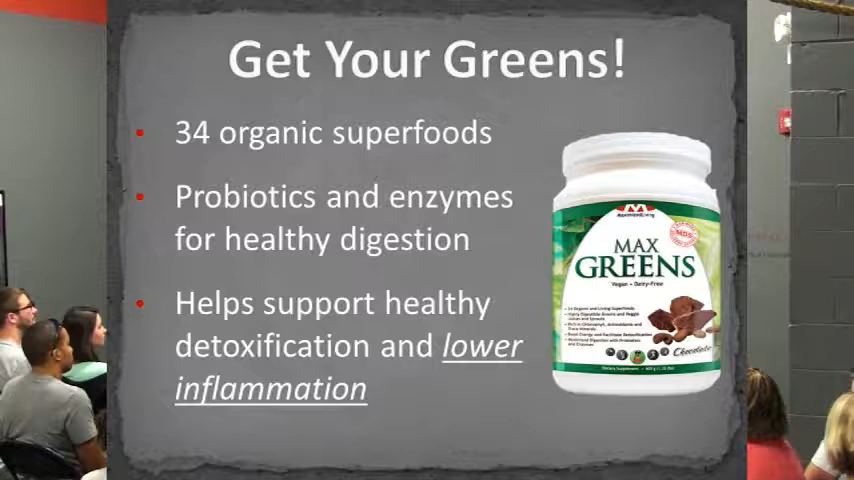 Get Your Greens!
34 organic superfoods
Probiotics and enzymes
for healthy digestion
Helps support healthy
detoxification and lower
inflammation
MaximizedLiving
MAX
GREENS
Vegan • Dairy-Free
Chocolate